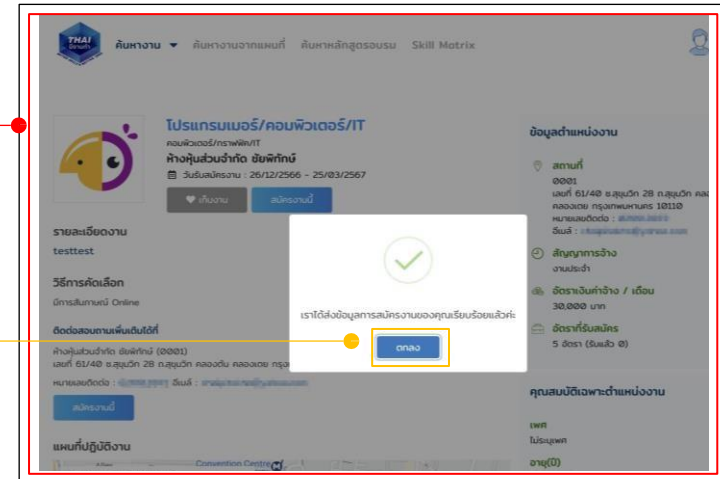 THAI
มีงานทำ
ค้นหางาน ค้นหางานจากแผนที่ ค้นหาหลักสูตรอบรม Skill Matrix
โปรแกรมเมอร์/คอมพิวเตอร์/IT
คอมพิวเตอร์/กราฟฟิค/IT
ห้างหุ้นส่วนจำกัด ชัยพิทักษ์
วันรับสมัครงาน : 26/12/2566 - 25/03/2567
เก็บงาน สมัครงานนี้
รายละเอียดงาน
testtest
วิธีการคัดเลือก
มีการสัมภาษณ์ Online
ติดต่อสอบถามเพิ่มเติมได้ที่
ห้างหุ้นส่วนจำกัด ชัยพิทักษ์ (0001)
เลขที่ 61/40 ซ.สุขุมวิท 28 ถ.สุขุมวิท คลองตัน คลองเตย กรุง
หมายเลขติดต่อ : อีเมล์ :
สมัครงานนี้
แผนที่ปฏิบัติงาน
Convention Centre
เราได้ส่งข้อมูลการสมัครงานของคุณเรียบร้อยแล้วค่ะ
ตกลง
ข้อมูลตำแหน่งงาน
สถานที่
0001
เลขที่ 61/40 ซ.สุขุมวิท 28 ถ.สุขุมวิท คลอ
คลองเตย กรุงเทพมหานคร 10110
หมายเลขติดต่อ :
อีเมล์ :
สัญญาการจ้าง
งานประจำ
อัตราเงินค่าจ้าง / เดือน
30,000 บาท
อัตราที่รับสมัคร
5 อัตรา (รับแล้ว 0)
คุณสมบัติเฉพาะตำแหน่งงาน
เพศ
ไม่ระบุเพศ
อายุ(ปี)